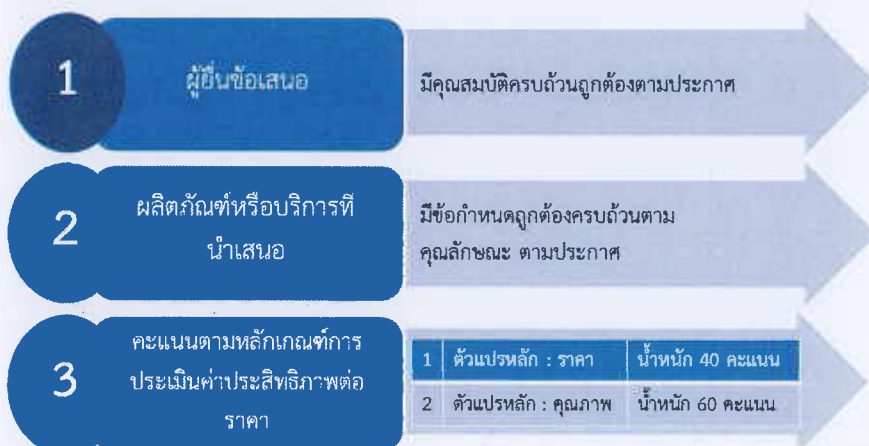 1
ผู้ยื่นข้อเสนอ
มีคุณสมบัติครบถ้วนถูกต้องตามประกาศ
2
ผลิตภัณฑ์หรือบริการที่
นำเสนอ
มีข้อกำหนดถูกต้องครบถ้วนตาม
คุณลักษณะ ตามประกาศ
3
คะแนนตามหลักเกณฑ์การ
ประเมินค่าประสิทธิภาพต่อ
ราคา
1 ตัวแปรหลัก : ราคา น้ำหนัก 40 คะแนน
2 ตัวแปรหลัก : คุณภาพ น้ำหนัก 60 คะแนน